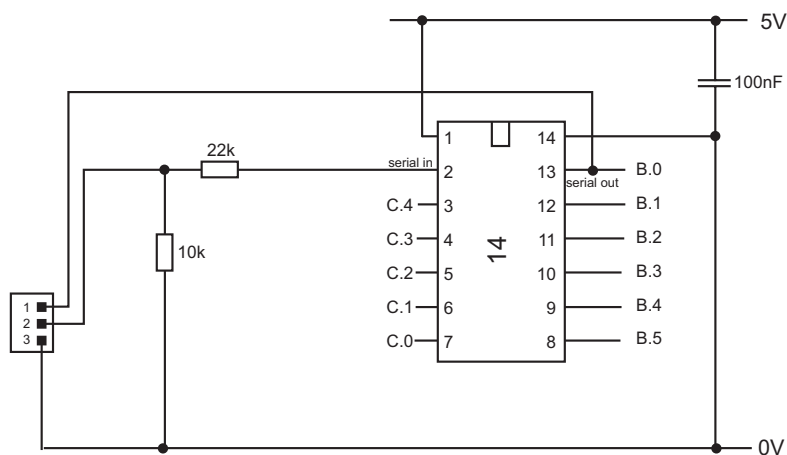 5V
100nF
22k
serial in
1 14
2 13
serial out
B.0
C.4 3 12 B.1
C.3 4 11 B.2
10k
14
C.2 5 10 B.3
C.1 6 9 B.4
C.0 7 8 B.5
1
2
3
0V